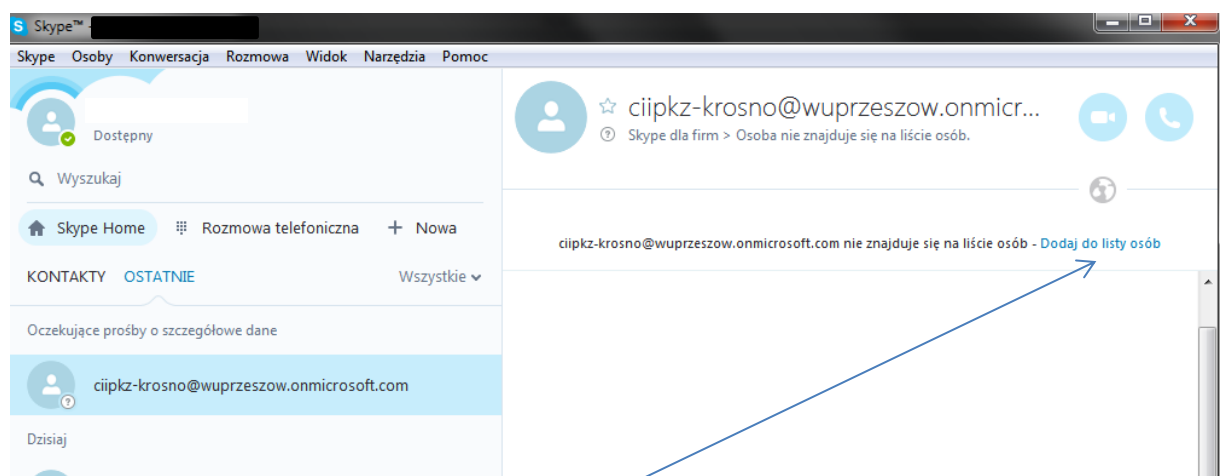 S Skype™ -
Skype Osoby Konwersacja Rozmowa Widok Narzędzia Pomoc
Dostępny
Wyszukaj
Skype Home Rozmowa telefoniczna + Nowa
KONTAKTY OSTATNIE Wszystkie
Oczekujące prośby o szczegółowe dane
ciipkz-krosno@wuprzeszow.onmicrosoft.com
?
Dzisiaj
ciipkz-krosno@wuprzeszow.onmicr...
? Skype dla firm > Osoba nie znajduje się na liście osób.
ciipkz-krosno@wuprzeszow.onmicrosoft.com nie znajduje się na liście osób - Dodaj do listy osób